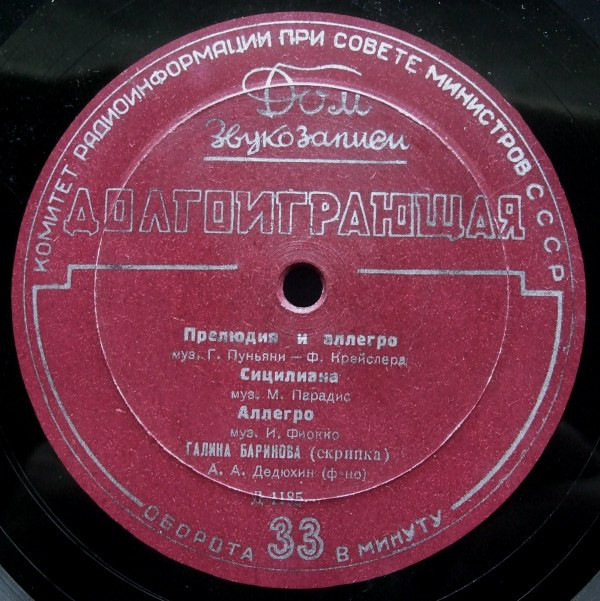 КОМИТЕТ РАДИОИНФОРМАЦИИ ПРИ СОВЕТЕ МИНИСТРОВ СССР
Дом
Звукозаписи
ДОЛГОИГРАЮЩАЯ
Прелюдия и аллегро
муз. Г. Пуньяни — Ф. Крейслера
Сицилиана
муз. М. Парадис
Аллегро
муз. И. Фиокко
ГАЛИНА БАРИНОВА (скрипка)
А. А. Дедюхин (ф-но)
Д 1185
ОБОРОТА 33 В МИНУТУ